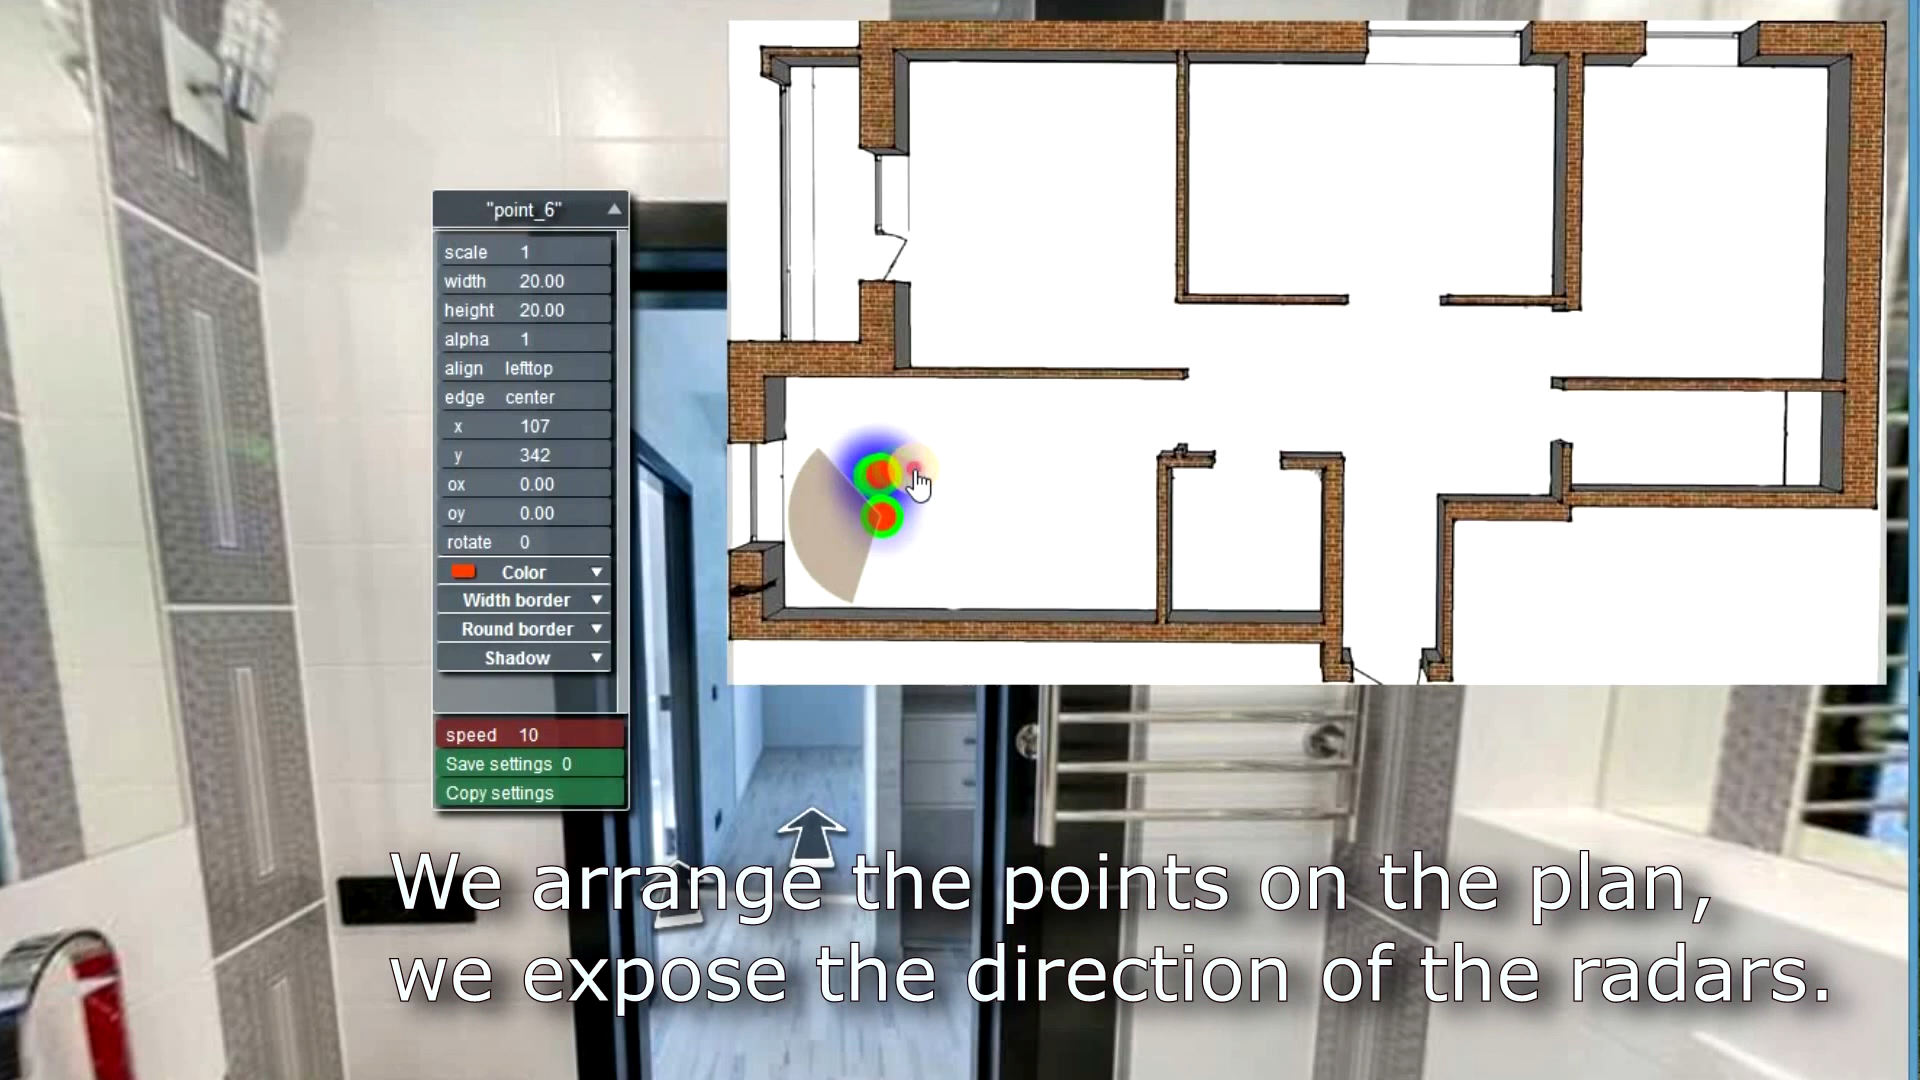 "point_6"
scale 1
width 20.00
height 20.00
alpha 1
align lefttop
edge center
x 107
y 342
ox 0.00
oy 0.00
rotate 0
Color
Width border
Round border
Shadow
speed 10
Save settings 0
Copy settings
We arrange the points on the plan,
we expose the direction of the radars.